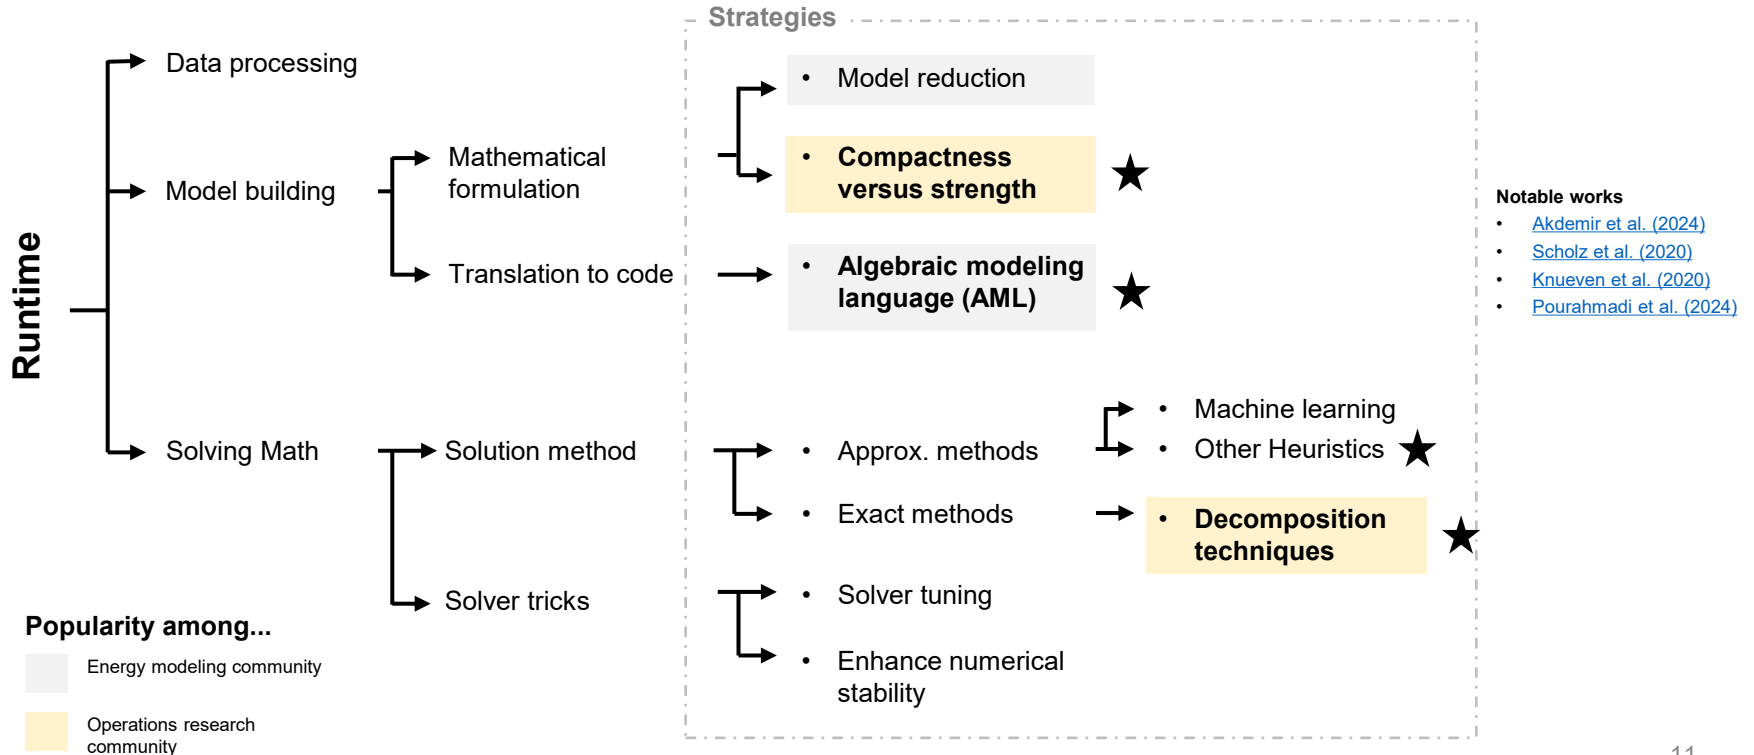 Strategies
Runtime
Data processing
Model building
Mathematical
formulation
Translation to code
Solving Math
Solution method
Solver tricks
• Model reduction
• Compactness
versus strength
• Algebraic modeling
language (AML)
• Approx. methods
• Machine learning
• Other Heuristics
• Exact methods
• Decomposition
techniques
• Solver tuning
• Enhance numerical
stability
Notable works
• Akdemir et al. (2024)
• Scholz et al. (2020)
• Knueven et al. (2020)
• Pourahmadi et al. (2024)
Popularity among...
Energy modeling community
Operations research
community
11